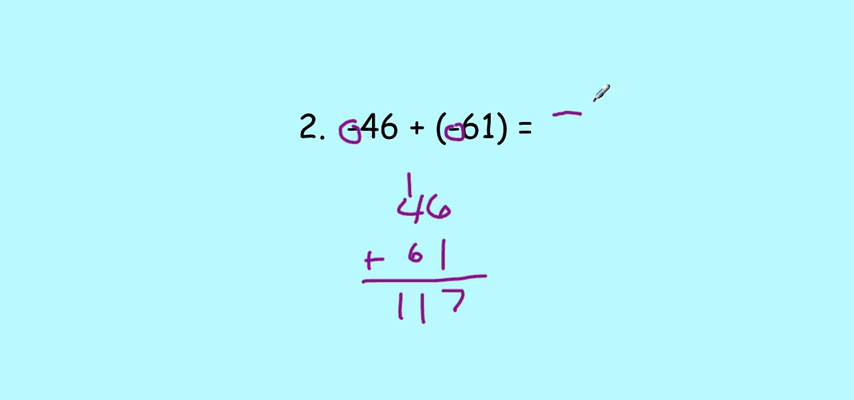 2. -46 + (-61) = —
1
46
+ 61
117